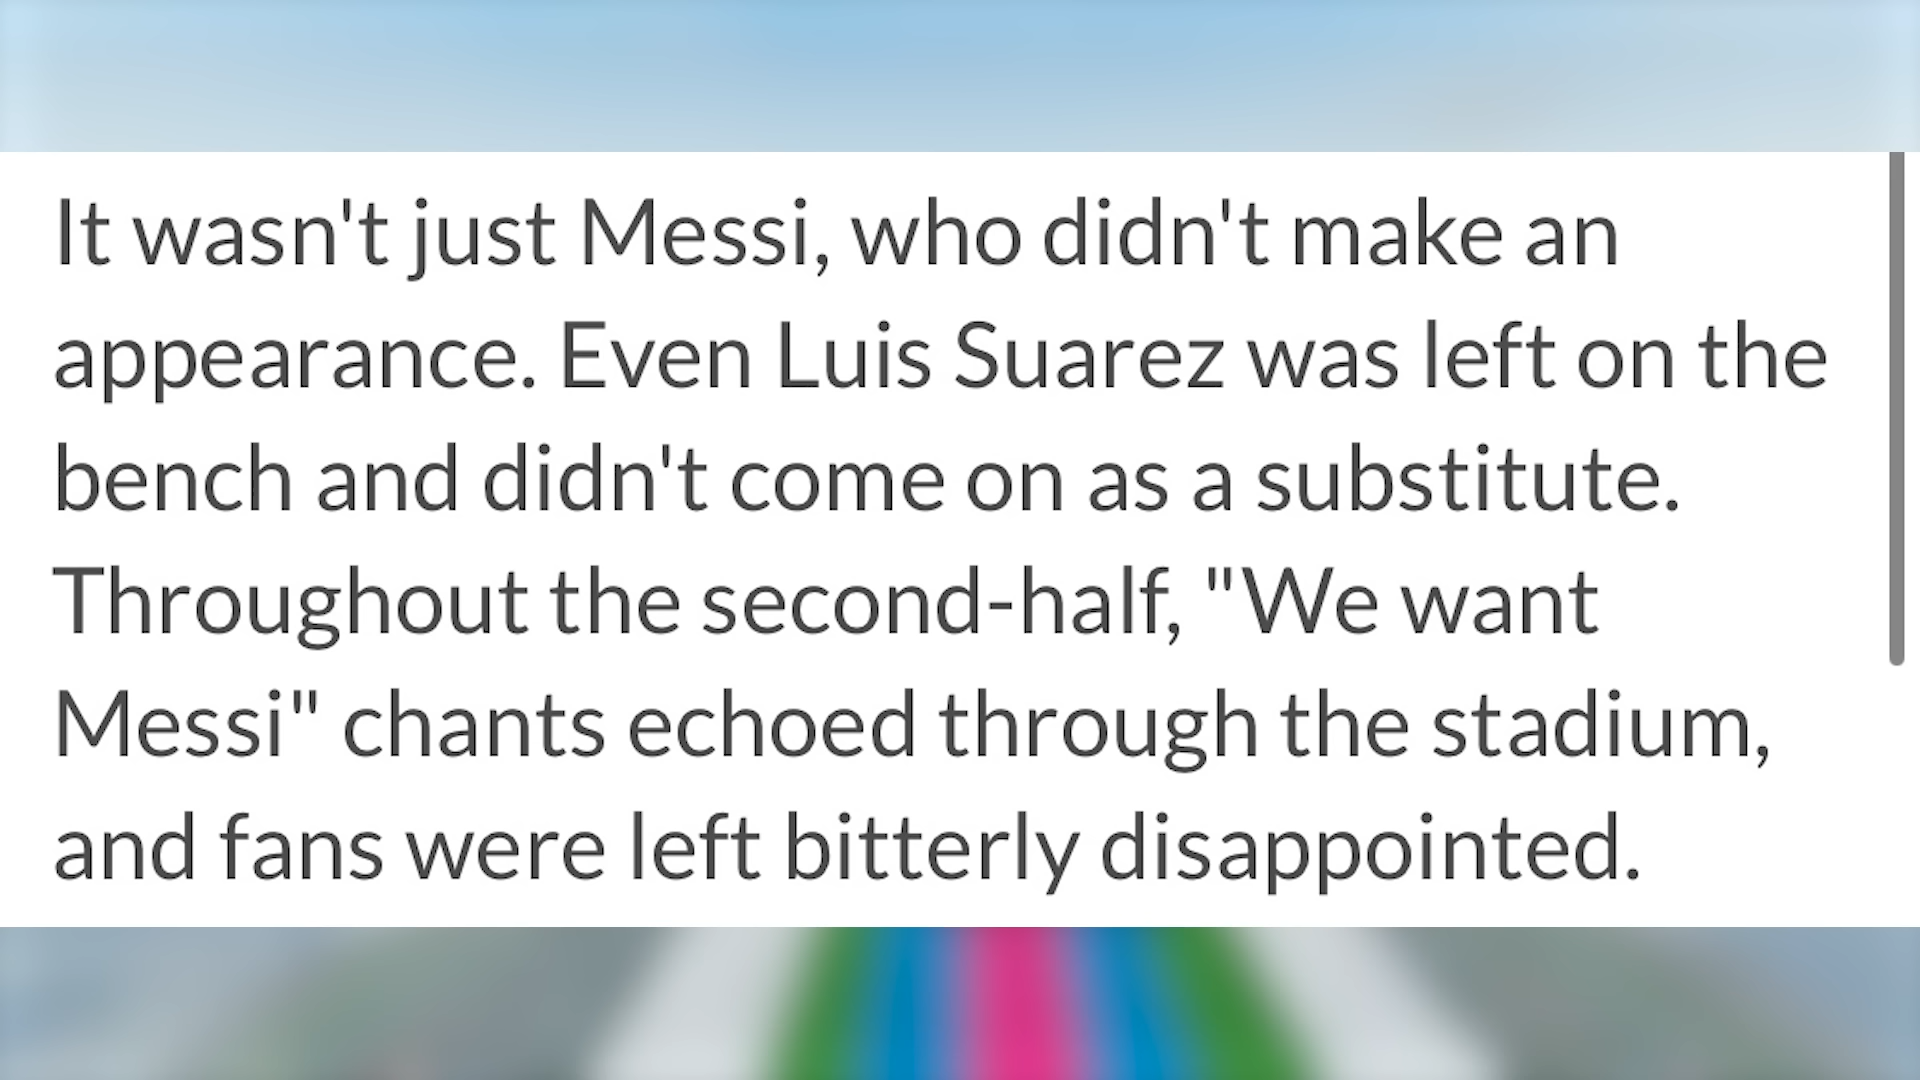 It wasn't just Messi, who didn't make an
appearance. Even Luis Suarez was left on the
bench and didn't come on as a substitute.
Throughout the second-half, "We want
Messi" chants echoed through the stadium,
and fans were left bitterly disappointed.